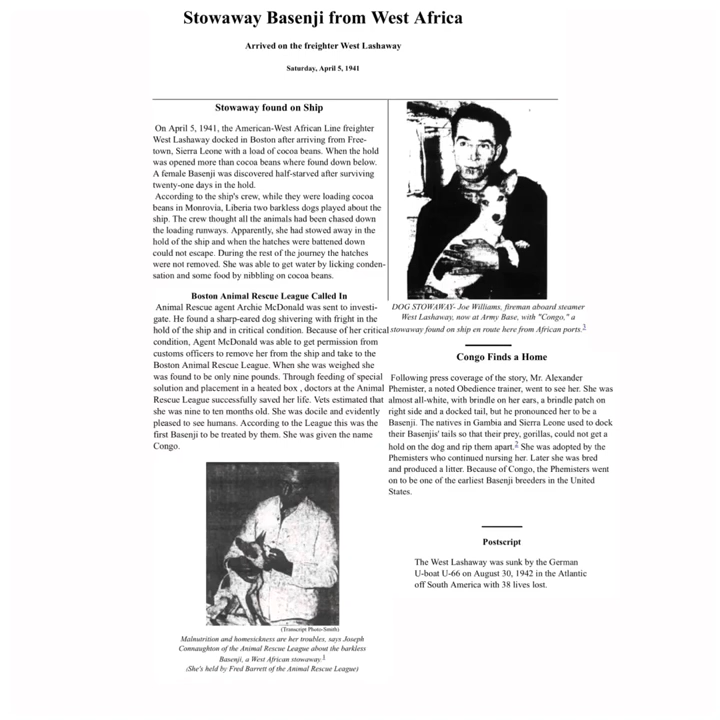 Stowaway Basenji from West Africa
Arrived on the freighter West Lashaway
Saturday, April 5, 1941
Stowaway found on Ship
On April 5, 1941, the American-West African Line freighter
West Lashaway docked in Boston after arriving from Free-
town, Sierra Leone with a load of cocoa beans. When the hold
was opened more than cocoa beans where found down below.
A female Basenji was discovered half-starved after surviving
twenty-one days in the hold.
According to the ship's crew, while they were loading cocoa
beans in Monrovia, Liberia two barkless dogs played about the
ship. The crew thought all the animals had been chased down
the loading runways. Apparently, she had stowed away in the
hold of the ship and when the hatches were battened down
could not escape. During the rest of the journey the hatches
were not removed. She was able to get water by licking conden-
sation and some food by nibbling on cocoa beans.
Boston Animal Rescue League Called In
Animal Rescue agent Archie McDonald was sent to investi-
gate. He found a sharp-eared dog shivering with fright in the
hold of the ship and in critical condition. Because of her critical
condition, Agent McDonald was able to get permission from
customs officers to remove her from the ship and take to the
Boston Animal Rescue League. When she was weighed she
was found to be only nine pounds. Through feeding of special
solution and placement in a heated box , doctors at the Animal
Rescue League successfully saved her life. Vets estimated that
she was nine to ten months old. She was docile and evidently
pleased to see humans. According to the League this was the
first Basenji to be treated by them. She was given the name
Congo.
(Transcript Photo-Smith)
Malnutrition and homesickness are her troubles, says Joseph
Connaughton of the Animal Rescue League about the barkless
Basenji, a West African stowaway.1
(She's held by Fred Barrett of the Animal Rescue League)
DOG STOWAWAY- Joe Williams, fireman aboard steamer
West Lashaway, now at Army Base, with "Congo," a
stowaway found on ship en route here from African ports.3
Congo Finds a Home
Following press coverage of the story, Mr. Alexander
Phemister, a noted Obedience trainer, went to see her. She was
almost all-white, with brindle on her ears, a brindle patch on
right side and a docked tail, but he pronounced her to be a
Basenji. The natives in Gambia and Sierra Leone used to dock
their Basenjis' tails so that their prey, gorillas, could not get a
hold on the dog and rip them apart.2 She was adopted by the
Phemisters who continued nursing her. Later she was bred
and produced a litter. Because of Congo, the Phemisters went
on to be one of the earliest Basenji breeders in the United
States.
Postscript
The West Lashaway was sunk by the German
U-boat U-66 on August 30, 1942 in the Atlantic
off South America with 38 lives lost.